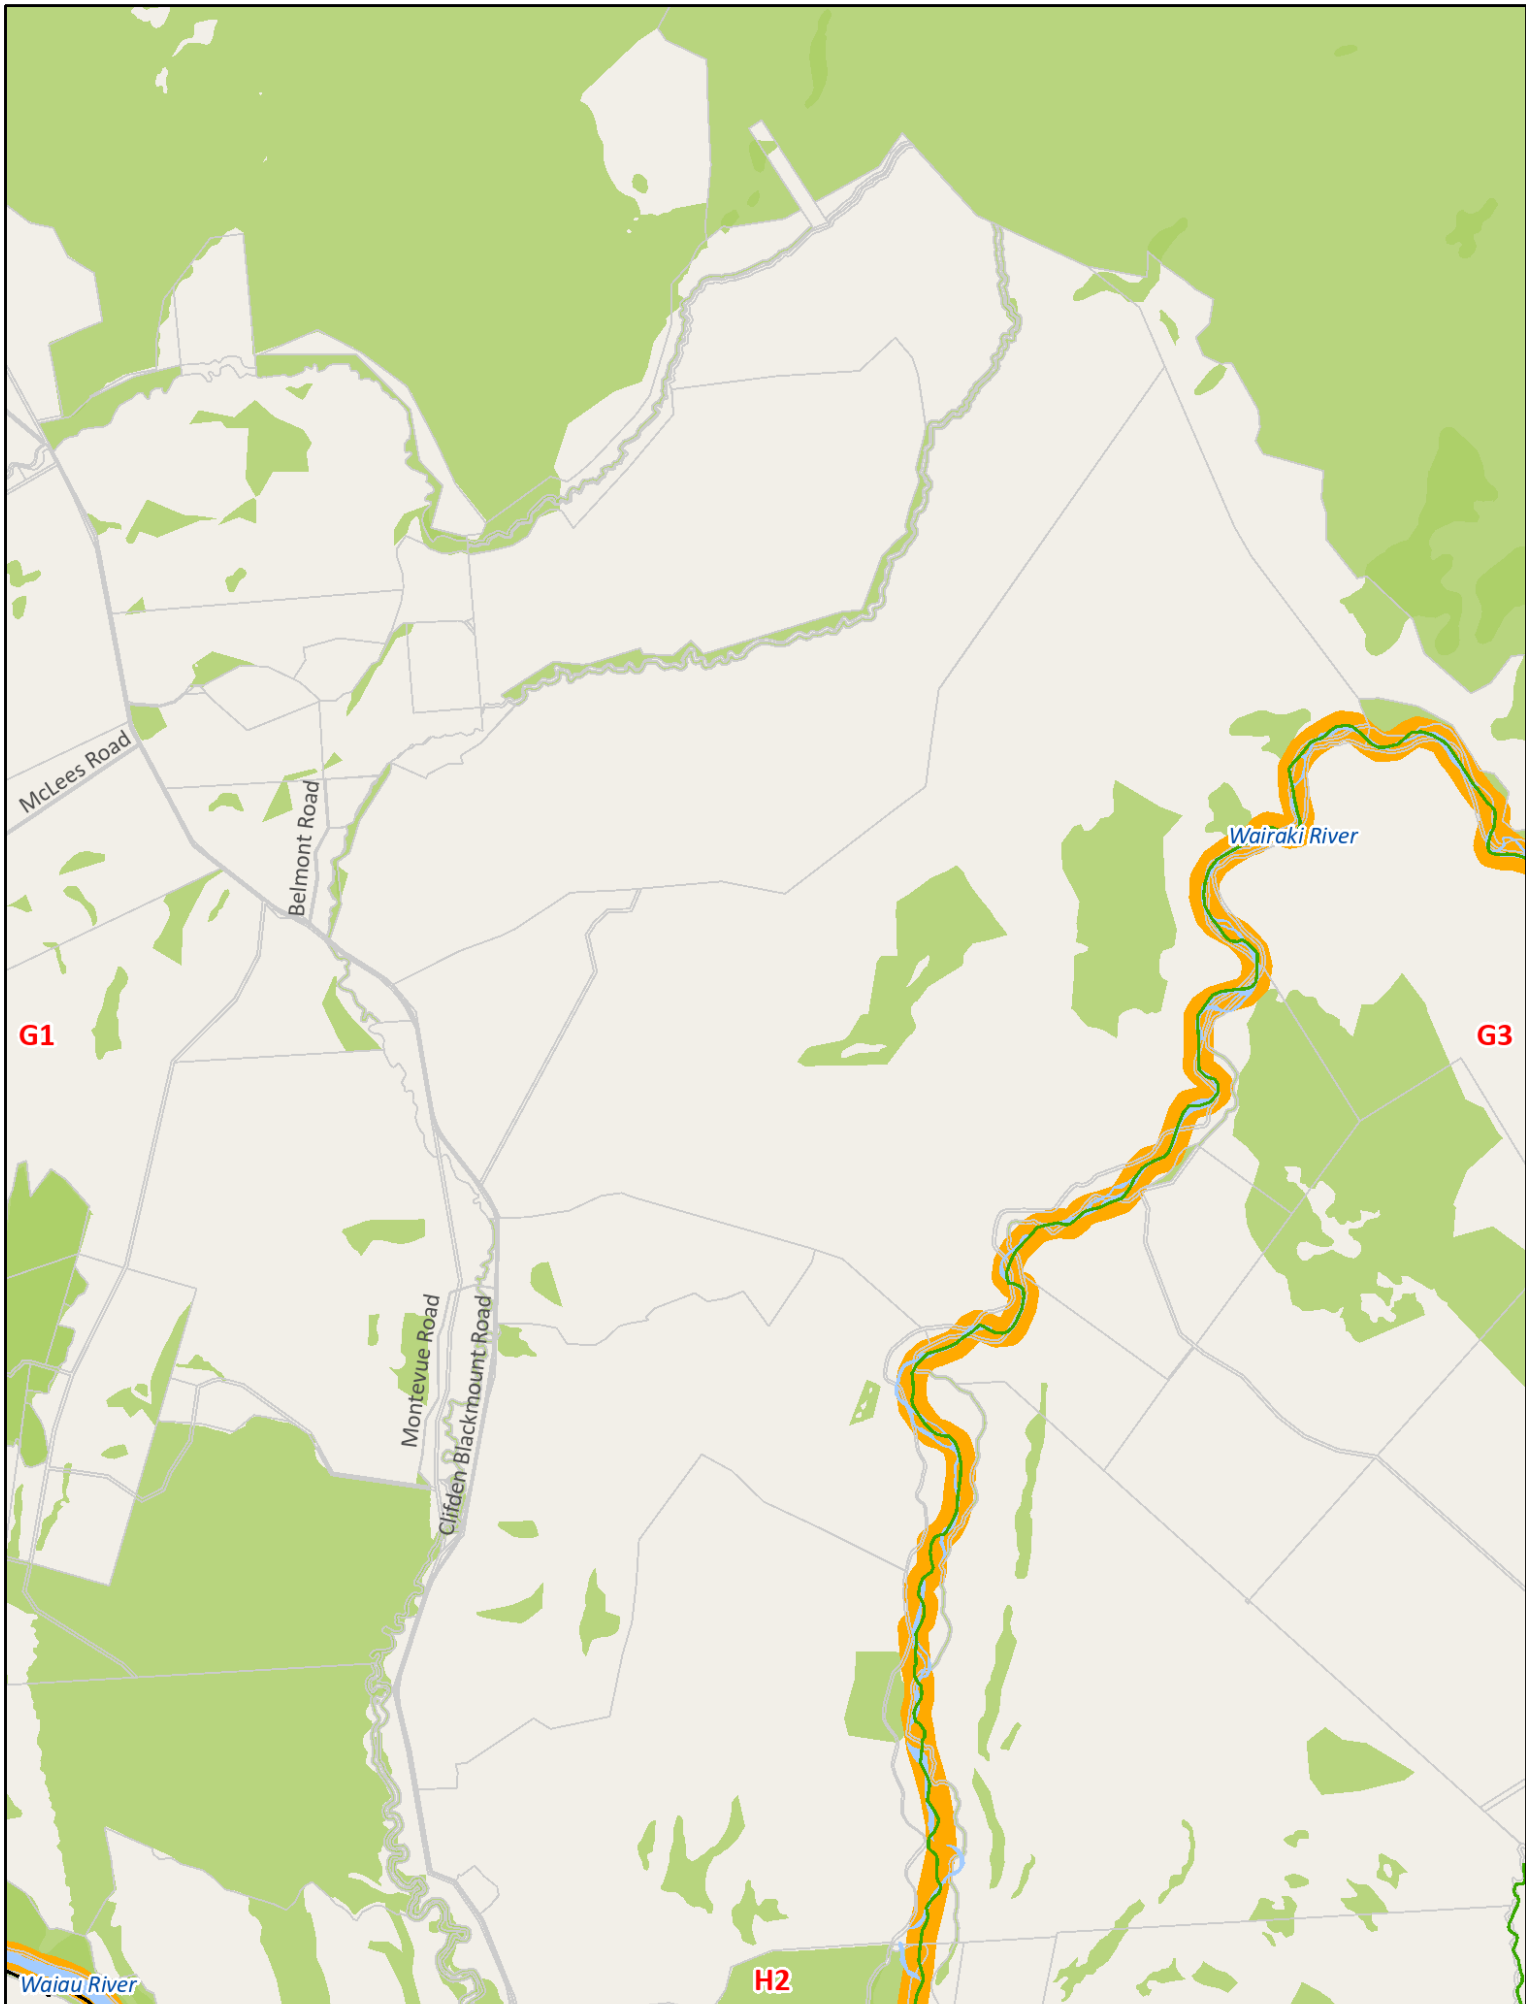 McLees Road
Belmont Road
Wairaki River
G1
G3
Montevue Road
Clifden Blackmount Road
Waiau River
H2